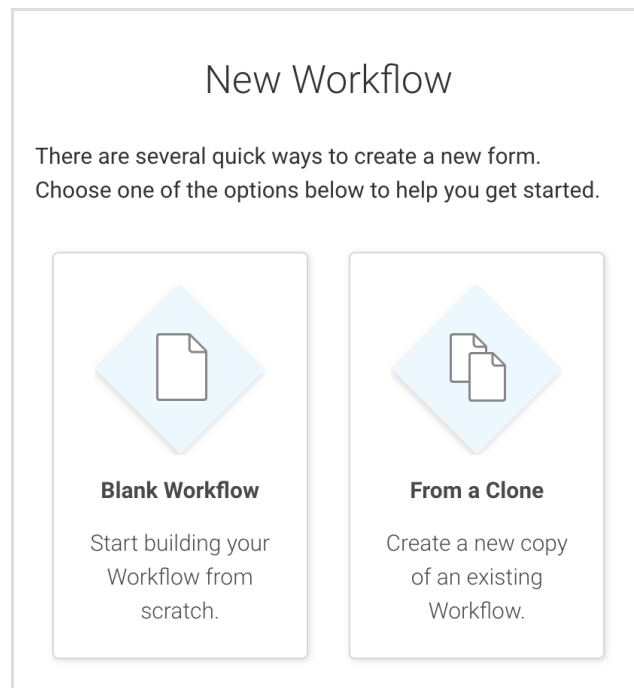 New Workflow
There are several quick ways to create a new form.
Choose one of the options below to help you get started.
Blank Workflow
Start building your
Workflow from
scratch.
From a Clone
Create a new copy
of an existing
Workflow.